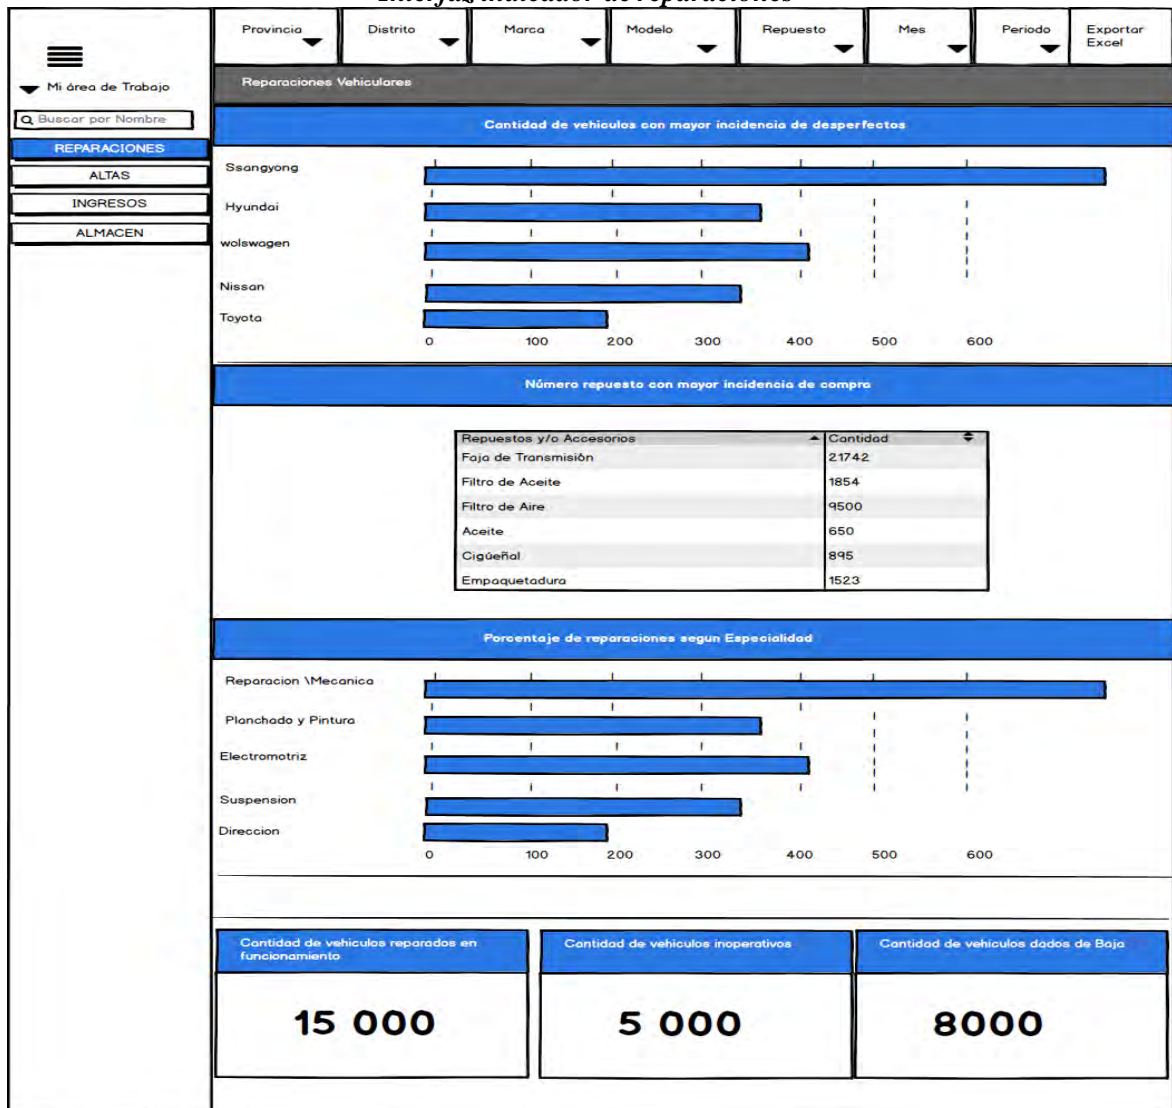 Interfaz indicador de reparaciones
Provincia
Distrito
Marca
Modelo
Repuesto
Mes
Periodo
Exportar
Excel
Mi área de Trabajo
Buscar por Nombre
REPARACIONES
ALTAS
INGRESOS
ALMACEN
Reparaciones Vehiculares
Cantidad de vehiculos con mayor incidencia de desperfectos
Ssangyong
Hyundai
wolswagen
Nissan
Toyota
0 100 200 300 400 500 600
Número repuesto con mayor incidencia de compra
Repuestos y/o Accesorios Cantidad
Faja de Transmisión 21742
Filtro de Aceite 1854
Filtro de Aire 9500
Aceite 650
Cigüeñal 895
Empaquetadura 1523
Porcentaje de reparaciones segun Especialidad
Reparacion \Mecanica
Planchado y Pintura
Electromotriz
Suspension
Direccion
0 100 200 300 400 500 600
Cantidad de vehiculos reparados en
funcionamiento
15 000
Cantidad de vehiculos inoperativos
5 000
Cantidad de vehiculos dados de Baja
8000